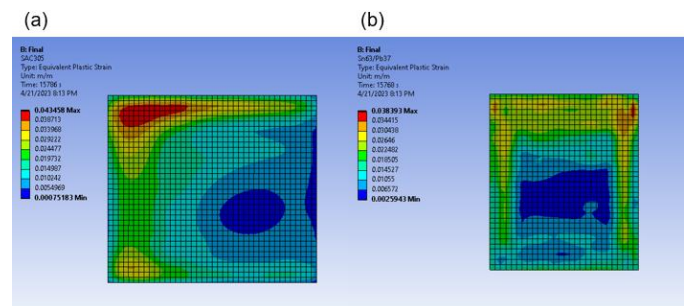 (a)
B: Final
SAC305
Type: Equivalent Plastic Strain
Unit: m/m
Time: 15786 s
4/21/2023 8:13 PM
0.043458 Max
0.038713
0.033968
0.029222
0.024477
0.019732
0.014987
0.010242
0.0054969
0.00075183 Min
(b)
B: Final
Sn63/Pb37
Type: Equivalent Plastic Strain
Unit: m/m
Time: 15768 s
4/21/2023 8:13 PM
0.038393 Max
0.034415
0.030438
0.02646
0.022482
0.018505
0.014527
0.01055
0.006572
0.0025943 Min